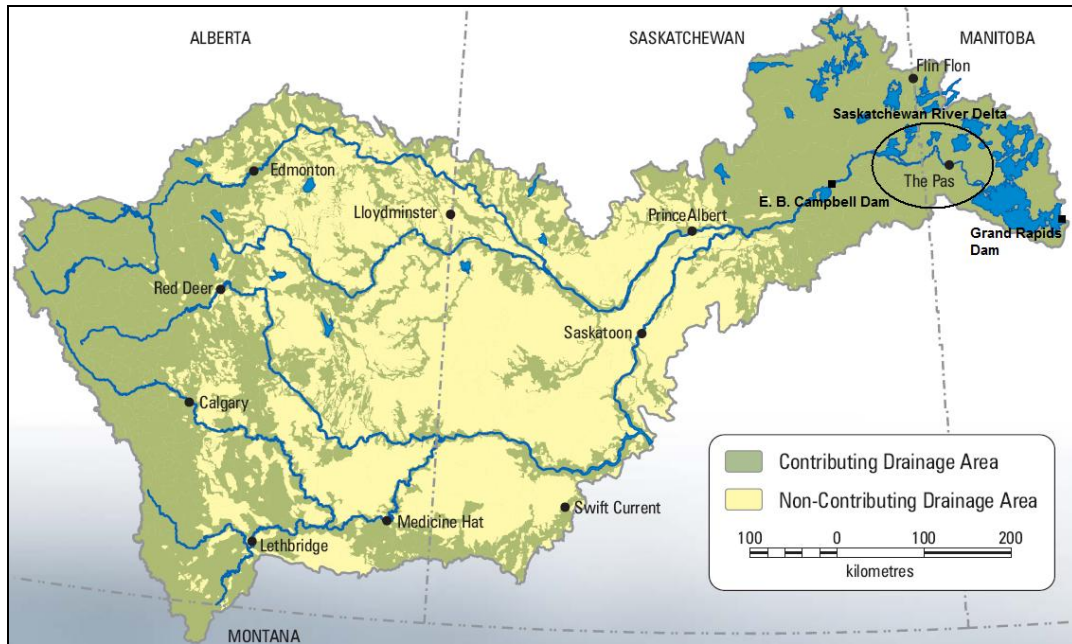 ALBERTA
SASKATCHEWAN
MANITOBA
Flin Flon
Saskatchewan River Delta
Edmonton
The Pas
E. B. Campbell Dam
Lloydminster
PrinceAlbert
Grand Rapids
Dam
Red Deer
Saskatoon
Calgary
Contributing Drainage Area
Non-Contributing Drainage Area
Swift Current
Medicine Hat
Lethbridge
100 0 100 200
kilometres
MONTANA